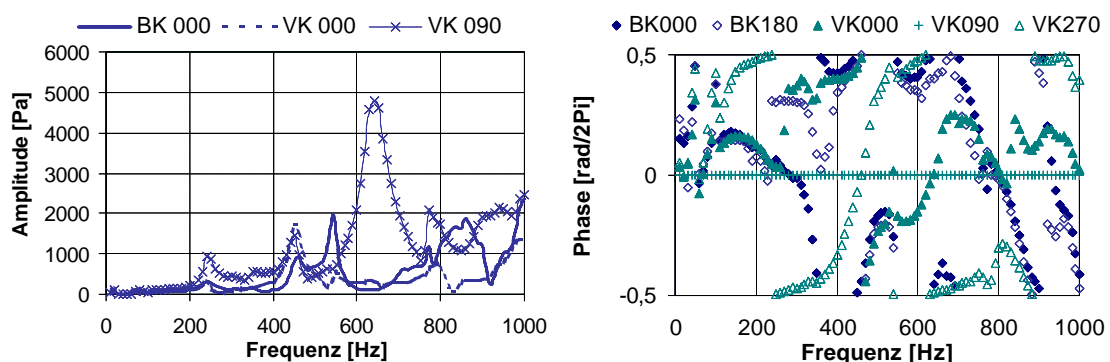 BK 000 VK 000 VK 090
Amplitude [Pa]
6000
5000
4000
3000
2000
1000
0
0 200 400 600 800 1000
Frequenz [Hz]
BK000 BK180 VK000 VK090 VK270
Phase [rad/2Pi]
0,5
0
-0,5
0 200 400 600 800 1000
Frequenz [Hz]